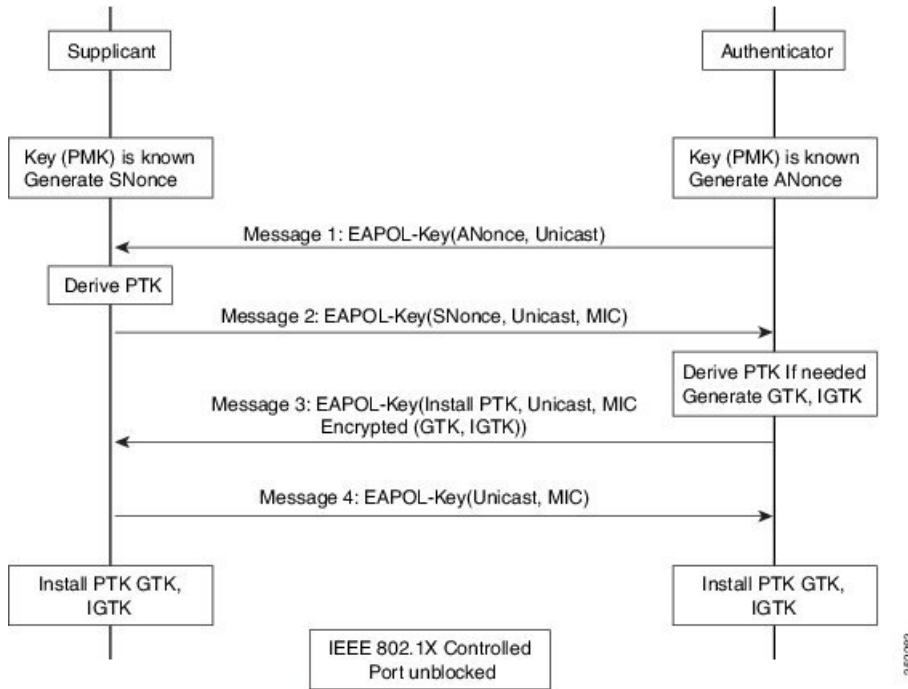 Supplicant
Authenticator
Key (PMK) is known
Generate SNonce
Key (PMK) is known
Generate ANonce
Message 1: EAPOL-Key(ANonce, Unicast)
Derive PTK
Message 2: EAPOL-Key(SNonce, Unicast, MIC)
Derive PTK If needed
Generate GTK, IGTK
Message 3: EAPOL-Key(Install PTK, Unicast, MIC
Encrypted (GTK, IGTK))
Message 4: EAPOL-Key(Unicast, MIC)
Install PTK GTK,
IGTK
Install PTK GTK,
IGTK
IEEE 802.1X Controlled
Port unblocked